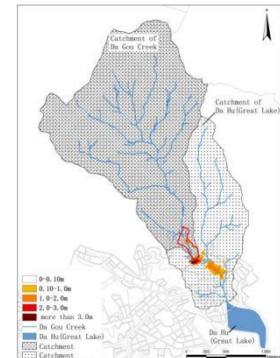 Catchment of
Da Gou Creek
Catchment of
Da Hu(Great Lake)
0-0.10m
0.10-1.0m
1.0-2.0m
2.0-3.0m
more than 3.0m
Da Gou Creek
Da Hu(Great Lake)
Catchment
Catchment
Da Hu
(Great Lake)